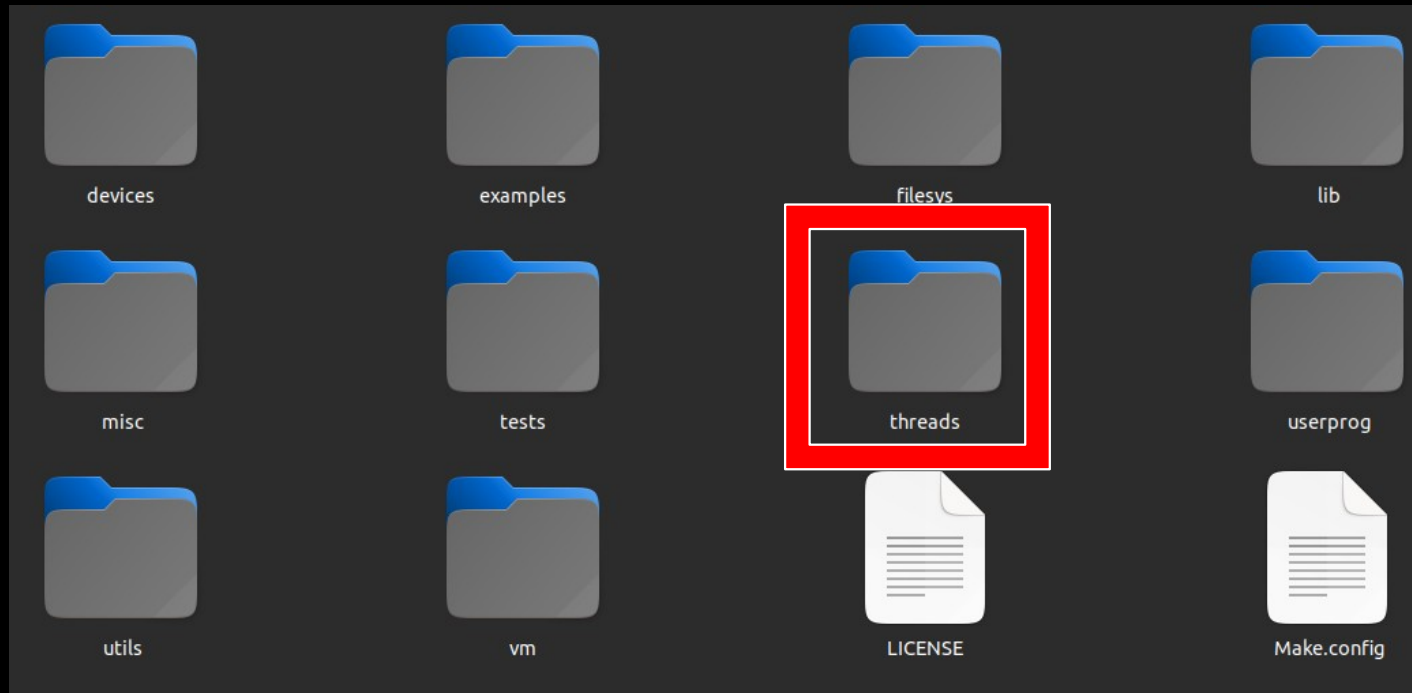 devices examples filesys lib
misc tests threads userprog
utils vm LICENSE Make.config